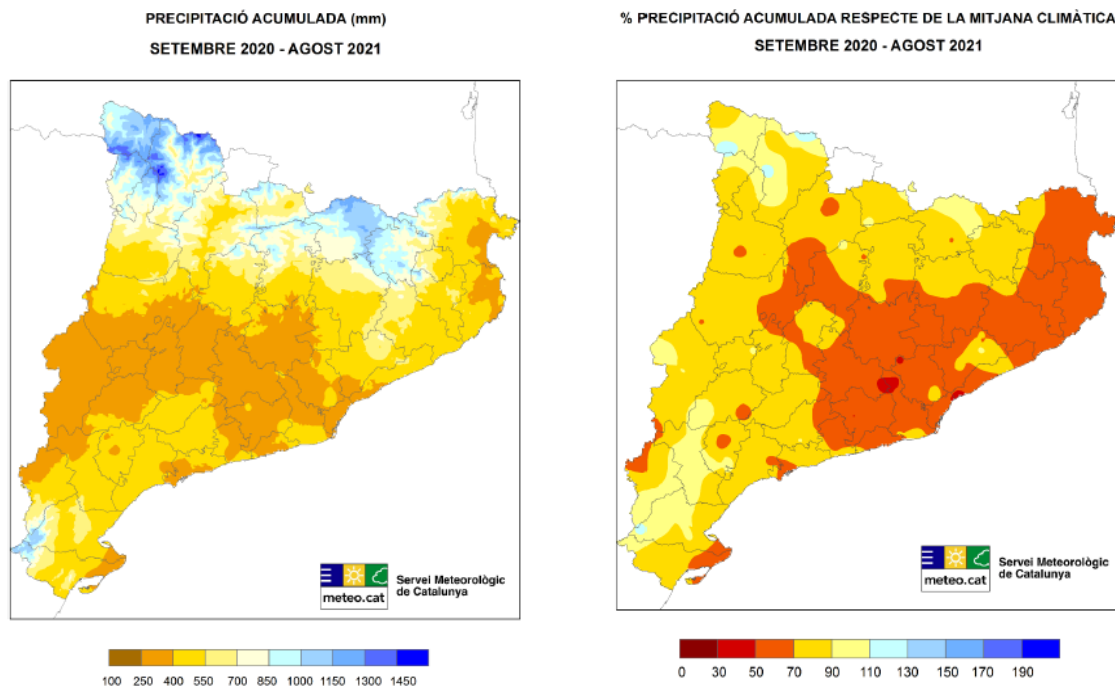 PRECIPITACIÓ ACUMULADA (mm)
SETEMBRE 2020 - AGOST 2021
meteo.cat
Servei Meteorològic
de Catalunya
100 250 400 550 700 850 1000 1150 1300 1450
% PRECIPITACIÓ ACUMULADA RESPECTE DE LA MITJANA CLIMÀTICA
SETEMBRE 2020 - AGOST 2021
meteo.cat
Servei Meteorològic
de Catalunya
0 30 50 70 90 110 130 150 170 190